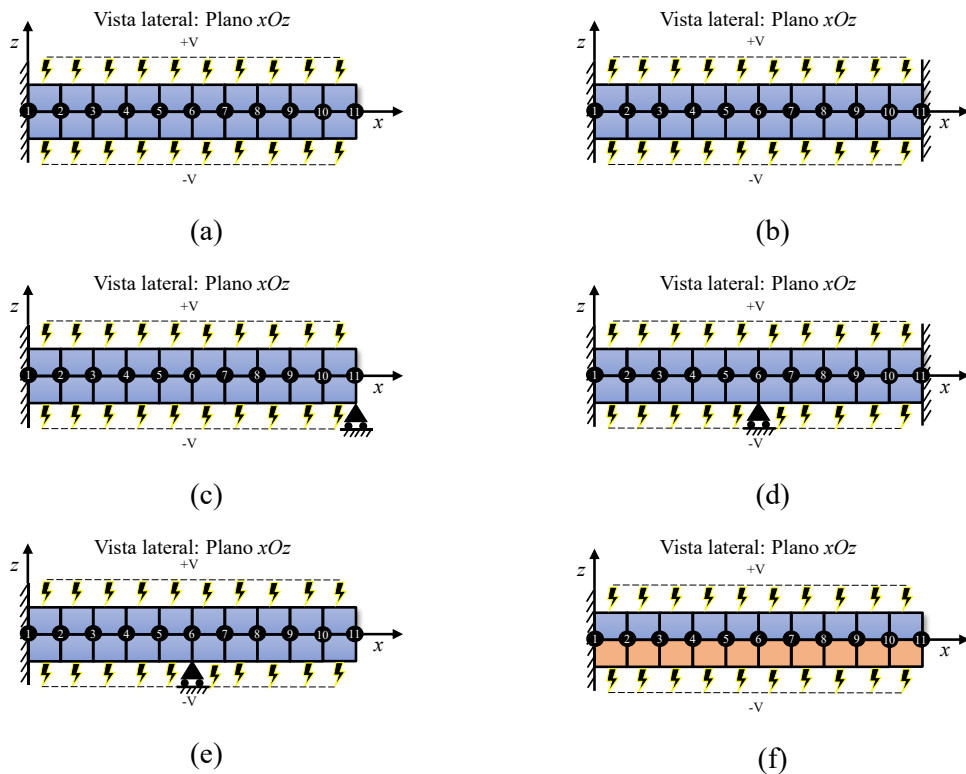 Vista lateral: Plano xOz
+V
z
1 2 3 4 5 6 7 8 9 10 11
x
-V
(a)
Vista lateral: Plano xOz
+V
z
1 2 3 4 5 6 7 8 9 10 11
x
-V
(b)
Vista lateral: Plano xOz
+V
z
1 2 3 4 5 6 7 8 9 10 11
x
-V
(c)
Vista lateral: Plano xOz
+V
z
1 2 3 4 5 6 7 8 9 10 11
x
-V
(d)
Vista lateral: Plano xOz
+V
z
1 2 3 4 5 6 7 8 9 10 11
x
-V
(e)
Vista lateral: Plano xOz
+V
z
1 2 3 4 5 6 7 8 9 10 11
x
-V
(f)